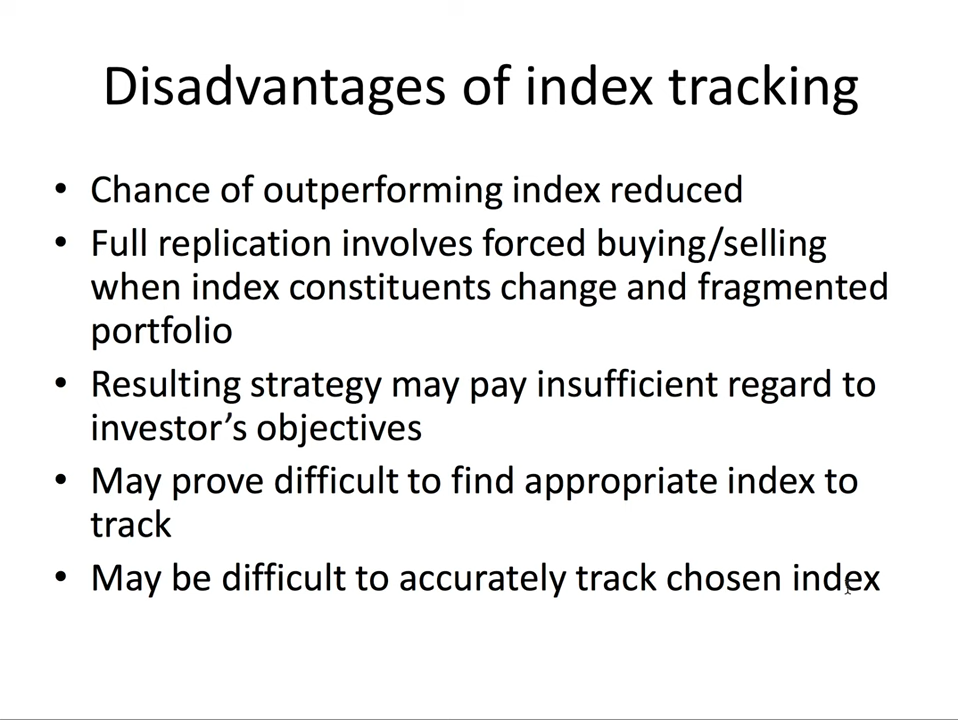 Disadvantages of index tracking
• Chance of outperforming index reduced
• Full replication involves forced buying/selling
when index constituents change and fragmented
portfolio
• Resulting strategy may pay insufficient regard to
investor’s objectives
• May prove difficult to find appropriate index to
track
• May be difficult to accurately track chosen index